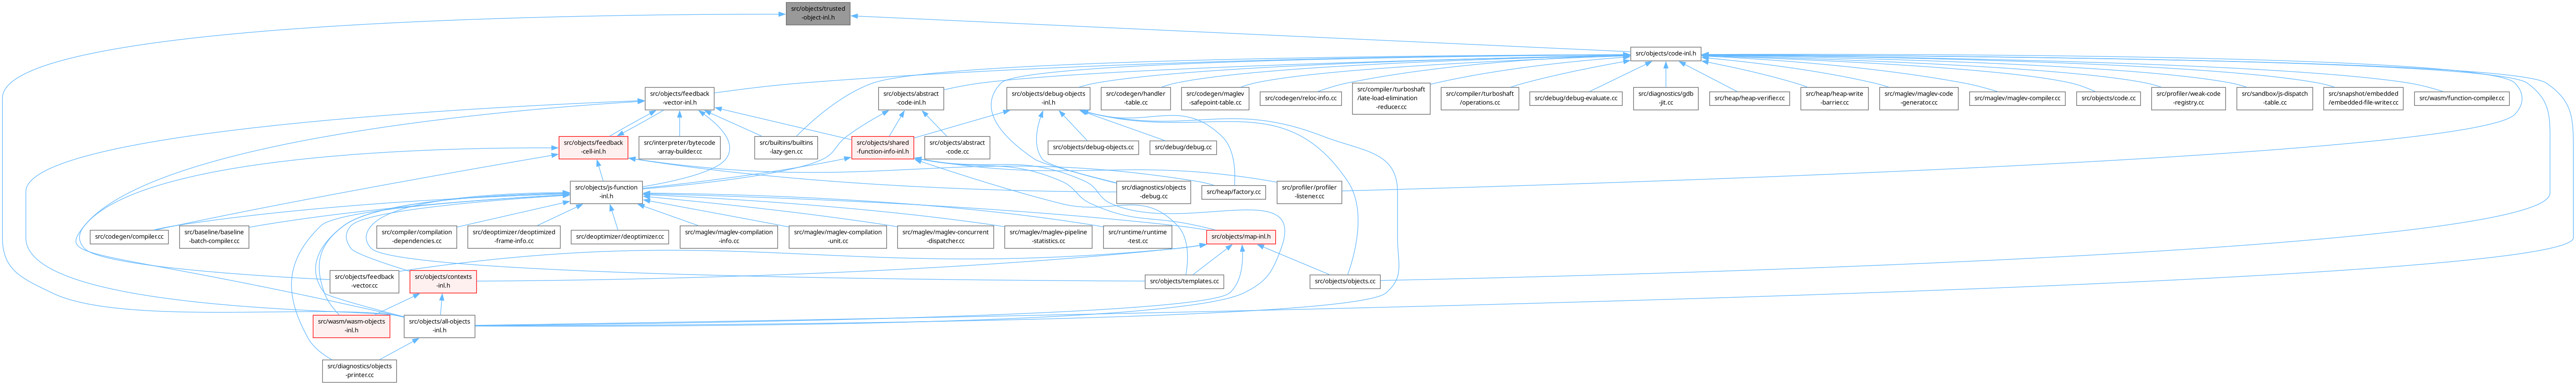 src/objects/trusted
-object-inl.h
src/objects/code-inl.h
src/objects/feedback
-vector-inl.h
src/objects/abstract
-code-inl.h
src/objects/debug-objects
-inl.h
src/codegen/handler
-table.cc
src/codegen/maglev
-safepoint-table.cc
src/codegen/reloc-info.cc
src/compiler/turboshaft
/late-load-elimination
-reducer.cc
src/compiler/turboshaft
/operations.cc
src/debug/debug-evaluate.cc
src/diagnostics/gdb
-jit.cc
src/heap/heap-verifier.cc
src/heap/heap-write
-barrier.cc
src/maglev/maglev-code
-generator.cc
src/maglev/maglev-compiler.cc
src/objects/code.cc
src/profiler/weak-code
-registry.cc
src/sandbox/js-dispatch
-table.cc
src/snapshot/embedded
/embedded-file-writer.cc
src/wasm/function-compiler.cc
src/objects/feedback
-cell-inl.h
src/interpreter/bytecode
-array-builder.cc
src/builtins/builtins
-lazy-gen.cc
src/objects/shared
-function-info-inl.h
src/objects/abstract
-code.cc
src/objects/debug-objects.cc
src/debug/debug.cc
src/objects/js-function
-inl.h
src/diagnostics/objects
-debug.cc
src/heap/factory.cc
src/profiler/profiler
-listener.cc
src/codegen/compiler.cc
src/baseline/baseline
-batch-compiler.cc
src/compiler/compilation
-dependencies.cc
src/deoptimizer/deoptimized
-frame-info.cc
src/deoptimizer/deoptimizer.cc
src/maglev/maglev-compilation
-info.cc
src/maglev/maglev-compilation
-unit.cc
src/maglev/maglev-concurrent
-dispatcher.cc
src/maglev/maglev-pipeline
-statistics.cc
src/runtime/runtime
-test.cc
src/objects/map-inl.h
src/objects/feedback
-vector.cc
src/objects/contexts
-inl.h
src/objects/templates.cc
src/objects/objects.cc
src/wasm/wasm-objects
-inl.h
src/objects/all-objects
-inl.h
src/diagnostics/objects
-printer.cc